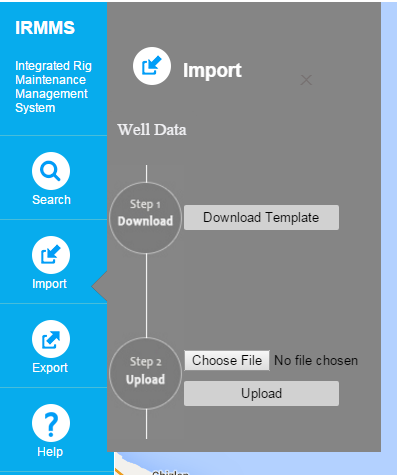 IRMMS
Integrated Rig
Maintenance
Management
System
Search
Import
Export
Help
Import
Well Data
Step 1
Download
Download Template
Step 2
Upload
Choose File No file chosen
Upload